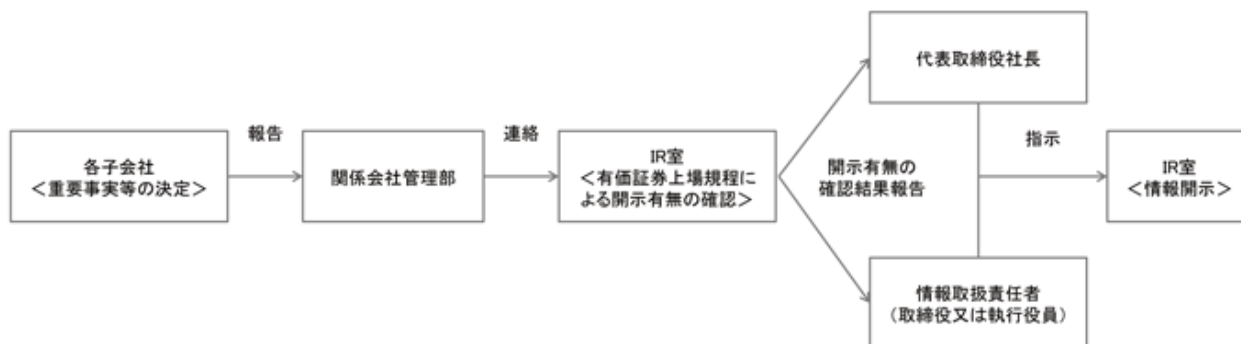 各子会社
＜重要事実等の決定＞
報告
関係会社管理部
連絡
IR室
＜有価証券上場規程に
よる開示有無の確認＞
開示有無の
確認結果報告
代表取締役社長
情報取扱責任者
（取締役又は執行役員）
指示
IR室
＜情報開示＞